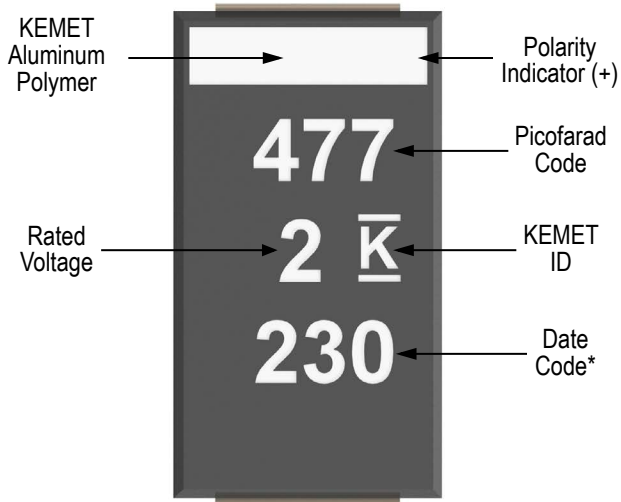 KEMET
Aluminum
Polymer
Polarity
Indicator (+)
477
Picofarad
Code
Rated
Voltage
2 K
KEMET
ID
230
Date
Code*